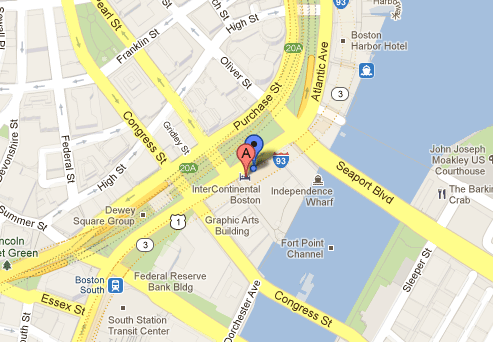 Pearl St
Franklin St
High St
93
Boston
Harbor Hotel
20A
Oliver St
Atlantic Ave
Purchase St
3
Congress St
Gridley St
Devonshire St
Federal St
High St
20A
A
93
Seaport Blvd
John Joseph
Moakley US
Courthouse
InterContinental
Boston
Independence
Wharf
The Barkin
Crab
Summer St
Dewey
Square Group
1
Graphic Arts
Building
3
Fort Point
Channel
Lincoln
et Green
Boston
South
Federal Reserve
Bank Bldg
Sleeper St
Essex St
Congress St
South Station
Transit Center
Dorchester Ave
uth St